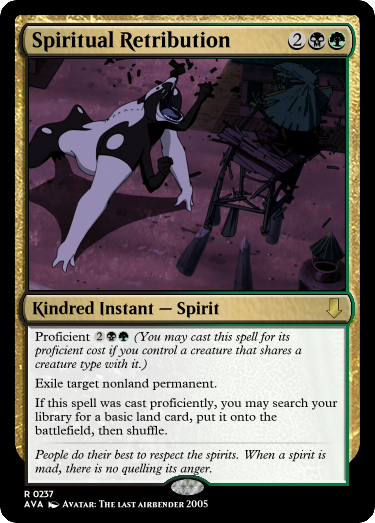 Spiritual Retribution 2
Kindred Instant — Spirit
Proficient 2 (You may cast this spell for its
proficient cost if you control a creature that shares a
creature type with it.)
Exile target nonland permanent.
If this spell was cast proficiently, you may search your
library for a basic land card, put it onto the
battlefield, then shuffle.
People do their best to respect the spirits. When a spirit is
mad, there is no quelling its anger.
R 0237
AVA Avatar: The last airbender 2005